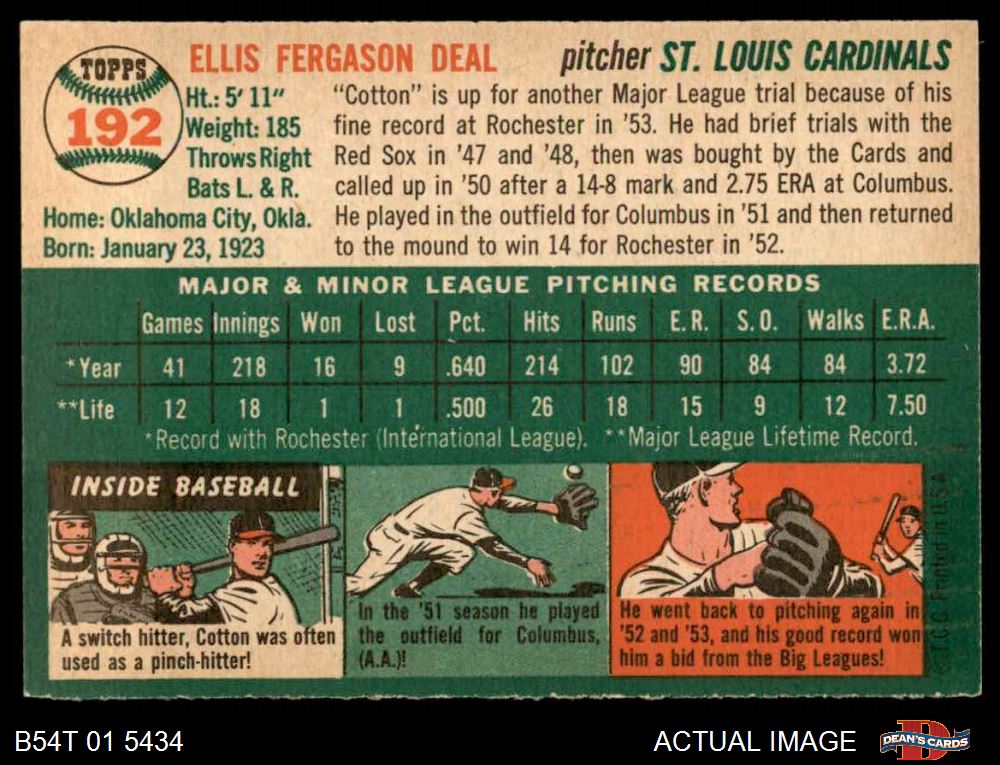 TOPPS
192
ELLIS FERGASON DEAL
pitcher ST. LOUIS CARDINALS
Ht.: 5' 11"
Weight: 185
Throws Right
Bats L. & R.
Home: Oklahoma City, Okla.
Born: January 23, 1923
"Cotton" is up for another Major League trial because of his
fine record at Rochester in '53. He had brief trials with the
Red Sox in '47 and '48, then was bought by the Cards and
called up in '50 after a 14-8 mark and 2.75 ERA at Columbus.
He played in the outfield for Columbus in '51 and then returned
to the mound to win 14 for Rochester in '52.
MAJOR & MINOR LEAGUE PITCHING RECORDS
Games Innings Won Lost Pct. Hits Runs E.R. S.O. Walks E.R.A.
*Year 41 218 16 9 .640 214 102 90 84 84 3.72
**Life 12 18 1 1 .500 26 18 15 9 12 7.50
*Record with Rochester (International League). **Major League Lifetime Record.
INSIDE BASEBALL
A switch hitter, Cotton was often
used as a pinch-hitter!
In the '51 season he played
the outfield for Columbus,
(A.A.)!
He went back to pitching again in
'52 and '53, and his good record won
him a bid from the Big Leagues!
© T.C.G. Printed in U.S.A.
B54T 01 5434
ACTUAL IMAGE
DEAN'S CARDS